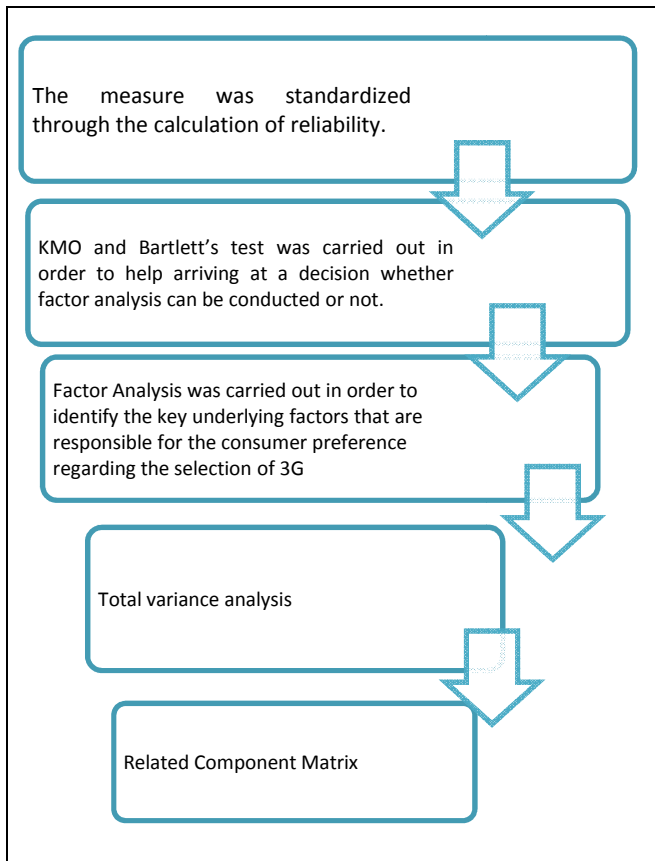 The measure was standardized
through the calculation of reliability.
KMO and Bartlett’s test was carried out in
order to help arriving at a decision whether
factor analysis can be conducted or not.
Factor Analysis was carried out in order to
identify the key underlying factors that are
responsible for the consumer preference
regarding the selection of 3G
Total variance analysis
Related Component Matrix